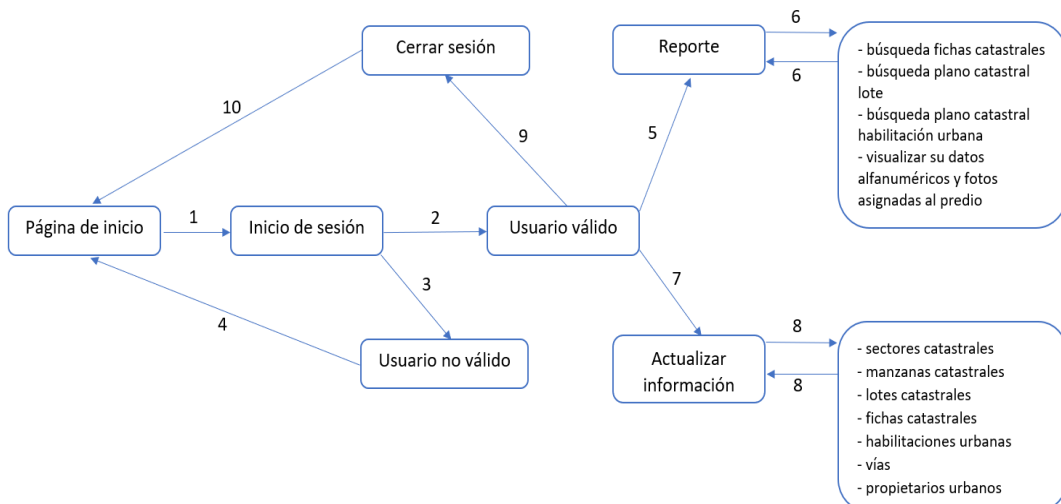 Cerrar sesión
Reporte
6
6
- búsqueda fichas catastrales
- búsqueda plano catastral
lote
- búsqueda plano catastral
habilitación urbana
- visualizar su datos
alfanuméricos y fotos
asignadas al predio
10
9
5
Página de inicio
1
Inicio de sesión
2
Usuario válido
3
7
4
Usuario no válido
Actualizar
información
8
8
- sectores catastrales
- manzanas catastrales
- lotes catastrales
- fichas catastrales
- habilitaciones urbanas
- vías
- propietarios urbanos